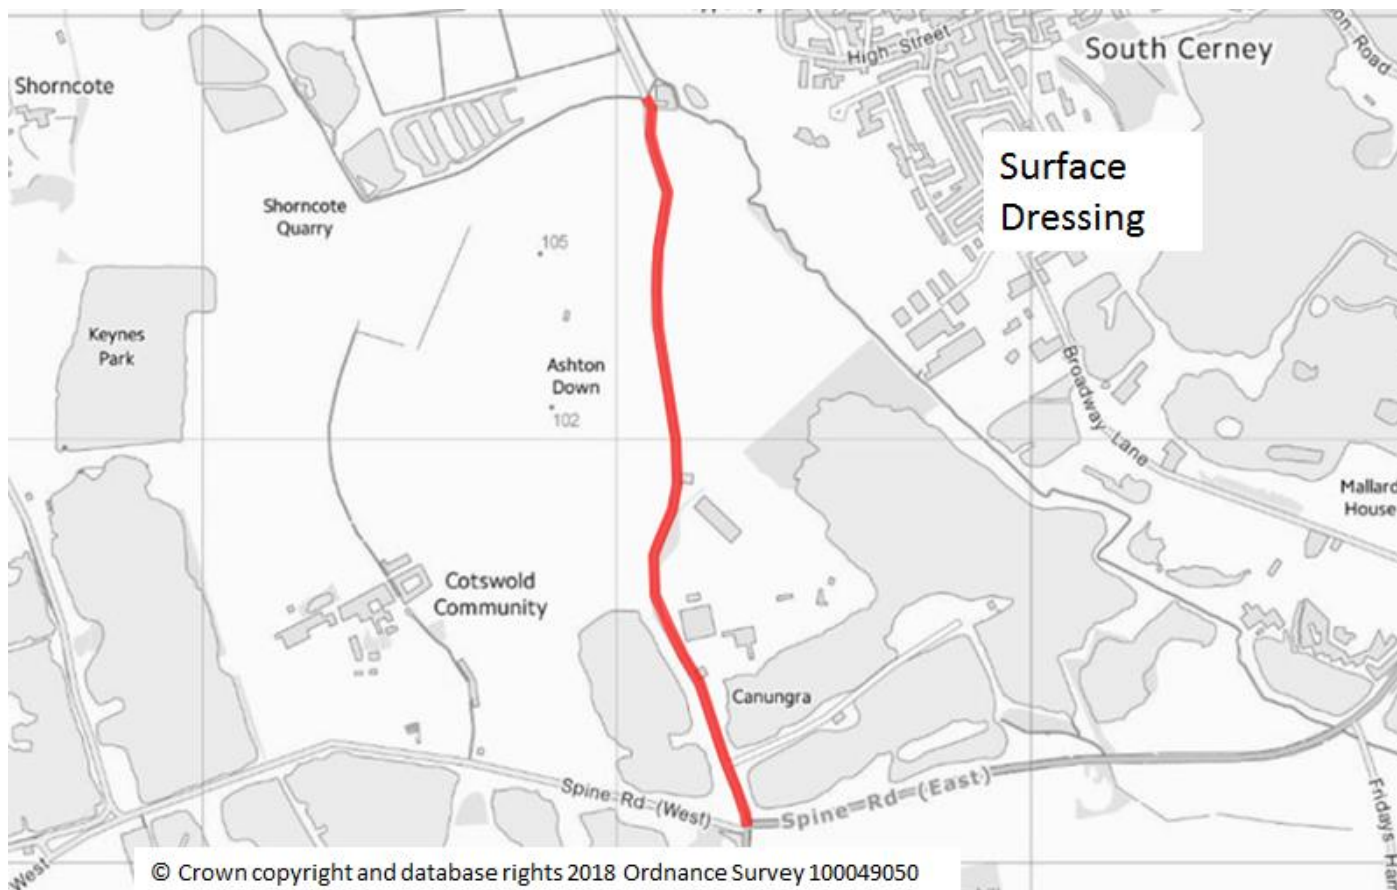 South Cerney
High-Street
Shorncote
Surface
Dressing
Shorncote
Quarry
105
Keynes
Park
Ashton
Down
102
Broadway-Lane
Mallard
House
Cotswold
Community
Canungra
Spine-Rd-(West)
Spine=Rd=(East)
West
© Crown copyright and database rights 2018 Ordnance Survey 100049050